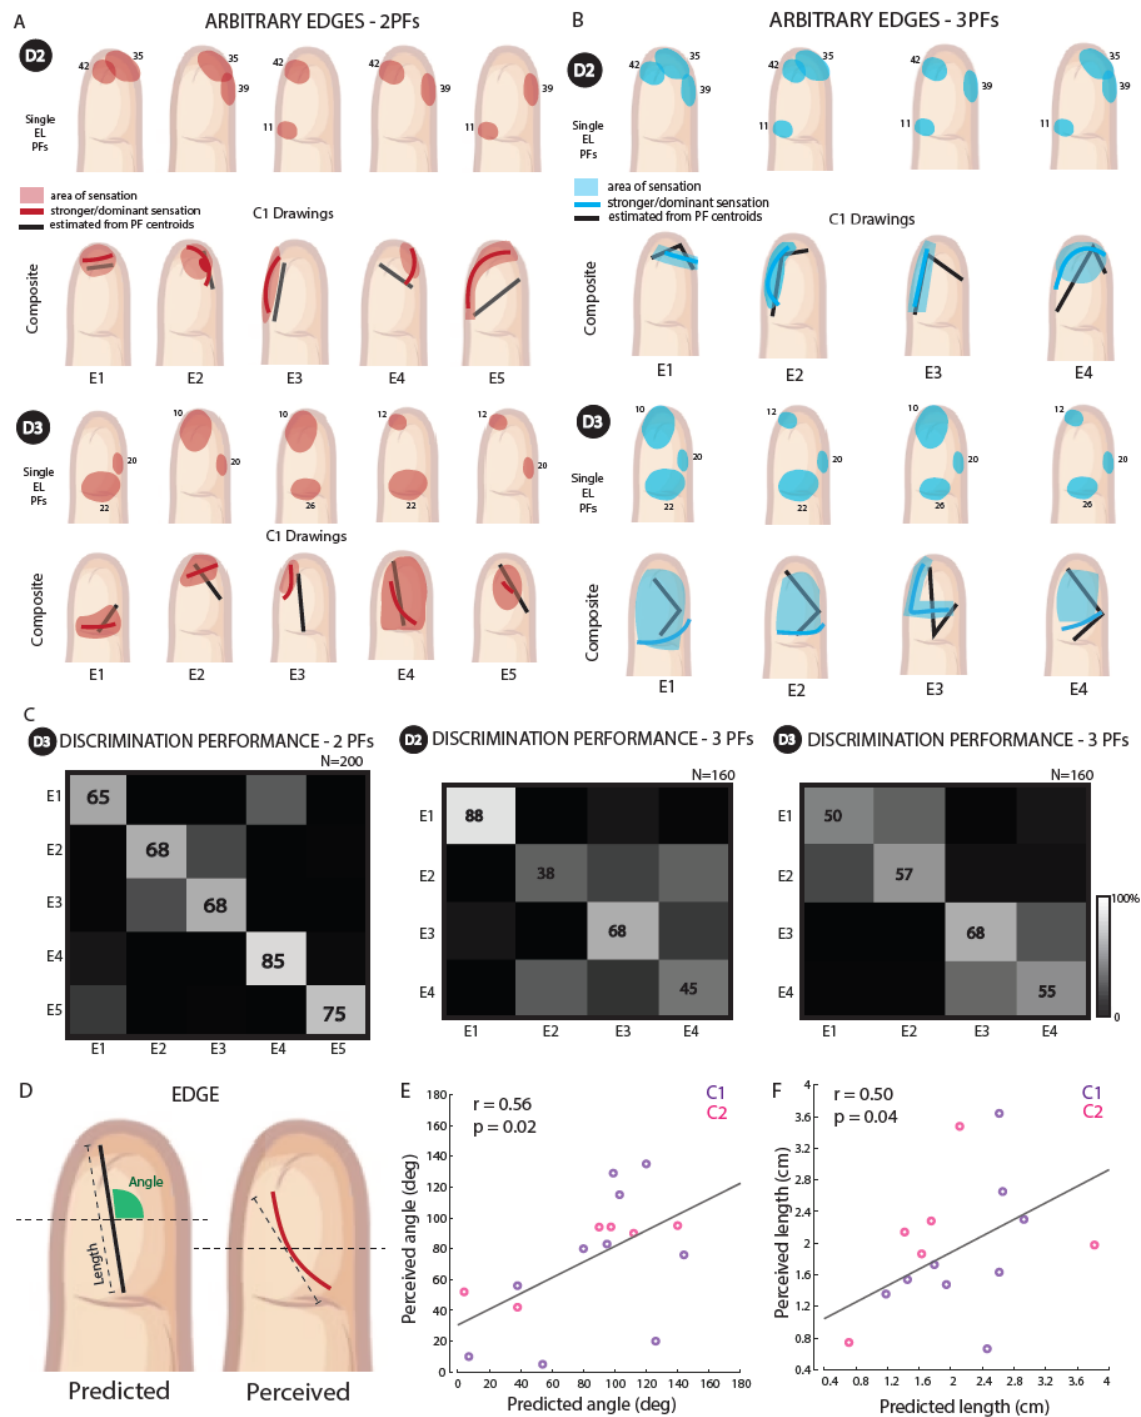 A
ARBITRARY EDGES - 2PFs
D2
42
35
35
39
42
11
42
39
11
39
Single
EL
PFs
area of sensation
stronger/dominant sensation
estimated from PF centroids
C1 Drawings
Composite
E1
E2
E3
E4
E5
D3
20
22
10
20
10
26
12
22
12
20
Single
EL
PFs
C1 Drawings
Composite
E1
E2
E3
E4
E5
B
ARBITRARY EDGES - 3PFs
D2
42
35
39
42
35
11
42
39
11
35
39
11
Single
EL
PFs
area of sensation
stronger/dominant sensation
estimated from PF centroids
C1 Drawings
Composite
E1
E2
E3
E4
D3
10
20
22
12
20
22
10
20
26
12
20
26
Single
EL
PFs
Composite
E1
E2
E3
E4
C
D3 DISCRIMINATION PERFORMANCE - 2 PFs
N=200
E1
E2
E3
E4
E5
65
68
68
85
75
E1 E2 E3 E4 E5
D2 DISCRIMINATION PERFORMANCE - 3 PFs
N=160
E1
E2
E3
E4
88
38
68
45
E1 E2 E3 E4
D3 DISCRIMINATION PERFORMANCE - 3 PFs
N=160
E1
E2
E3
E4
50
57
68
55
E1 E2 E3 E4
100%
0
D
EDGE
Angle
Length
Predicted
Perceived
E
r = 0.56
p = 0.02
C1
C2
180
160
140
120
100
80
60
40
20
0
Perceived angle (deg)
0 20 40 60 80 100 120 140 160 180
Predicted angle (deg)
F
r = 0.50
p = 0.04
C1
C2
4
3.6
3.2
2.8
2.4
2
1.6
1.2
0.8
0.4
Perceived length (cm)
0.4 0.8 1.2 1.6 2 2.4 2.8 3.2 3.6 4
Predicted length (cm)